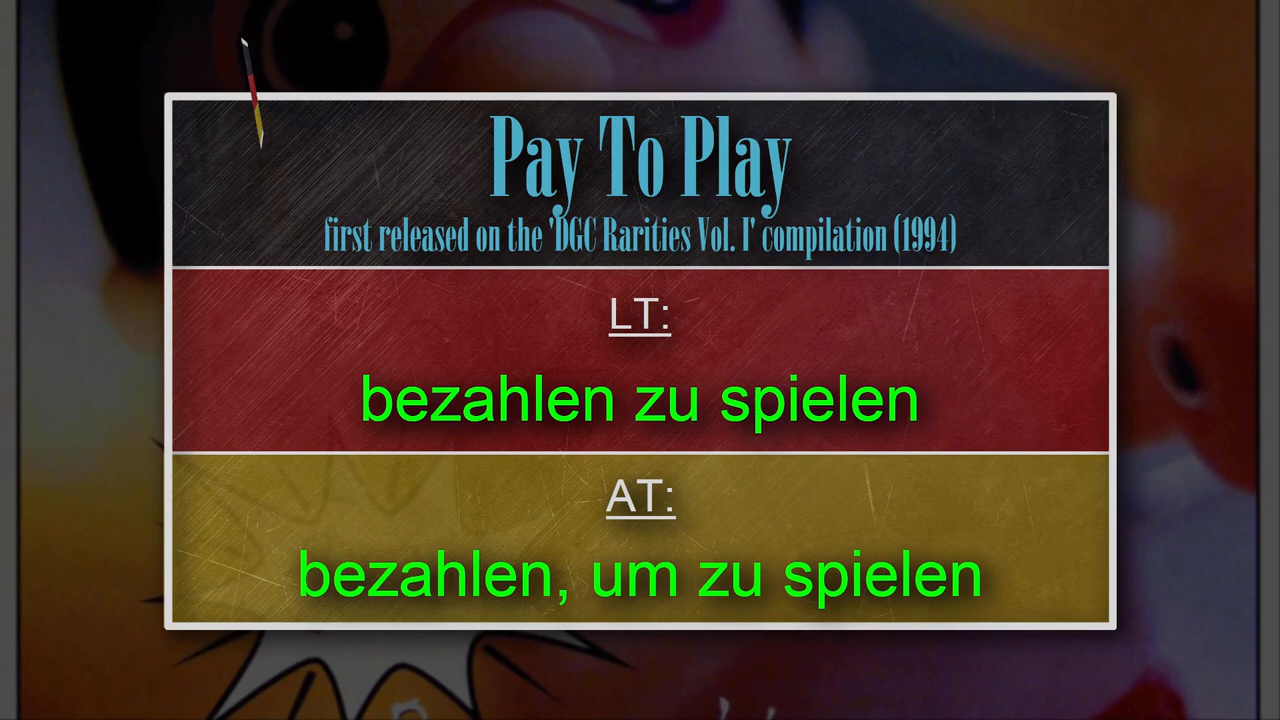 Pay To Play
first released on the 'DGC Rarities Vol. I' compilation (1994)
LT:
bezahlen zu spielen
AT:
bezahlen, um zu spielen